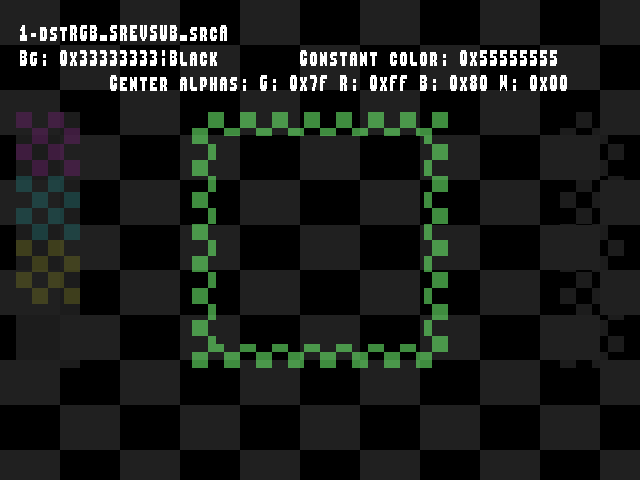 1-dstRGB_SREVSUB_srcA
Bg: 0x33333333;Black Constant color: 0x55555555
Center alphas: G: 0x7f R: 0xff B: 0x80 W: 0x00